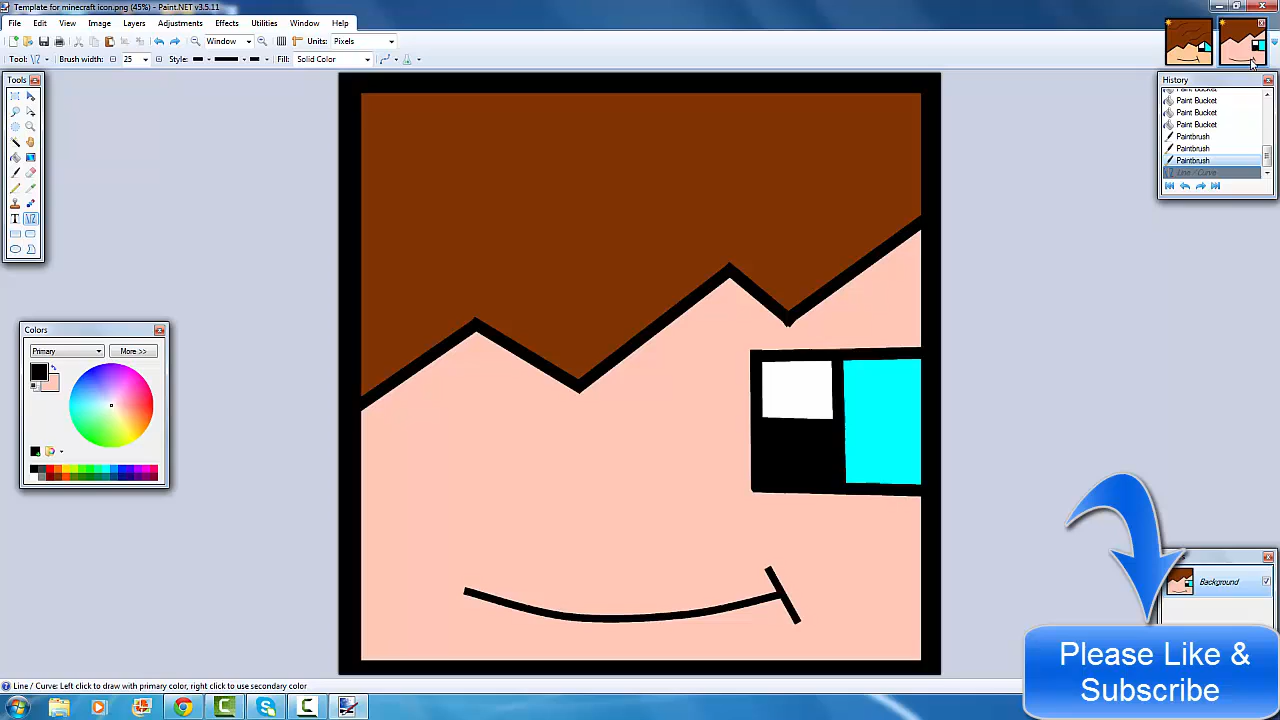 Template for minecraft icon.png (45%) - Paint.NET v3.5.11
File Edit View Image Layers Adjustments Effects Utilities Window Help
Window Units: Pixels
Tool: Brush width: 25 Style: Fill: Solid Color
Tools
History
Paint Bucket
Paint Bucket
Paint Bucket
Paint Bucket
Paintbrush
Paintbrush
Paintbrush
Line / Curve
T
Colors
Primary More >>
Background
Please Like &
Subscribe
Line / Curve: Left click to draw with primary color, right click to use secondary color